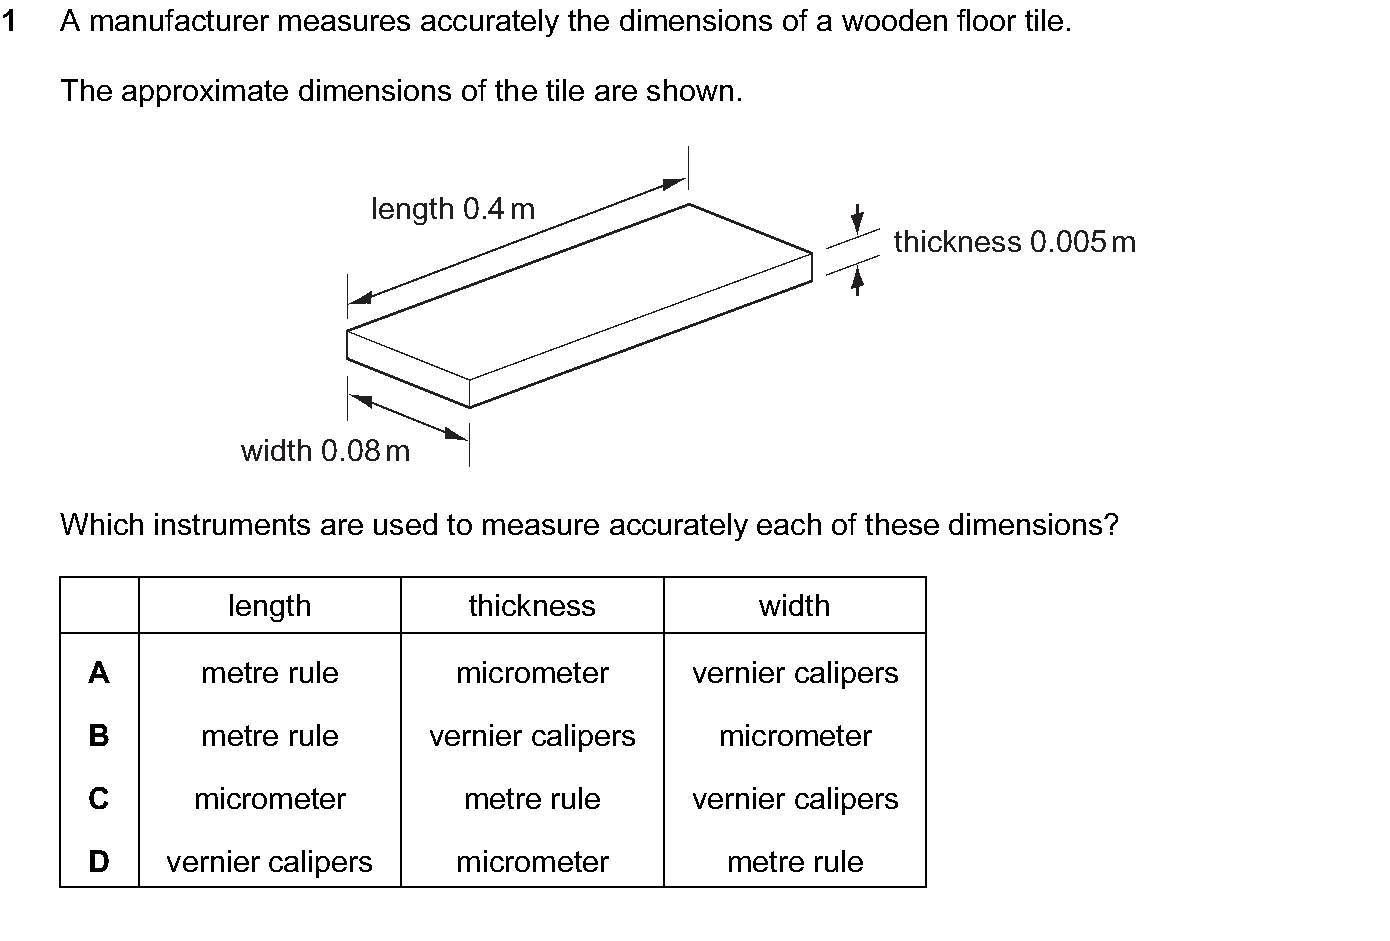 1 A manufacturer measures accurately the dimensions of a wooden floor tile.
The approximate dimensions of the tile are shown.
length 0.4 m
thickness 0.005 m
width 0.08 m
Which instruments are used to measure accurately each of these dimensions?
length thickness width
A metre rule micrometer vernier calipers
B metre rule vernier calipers micrometer
C micrometer metre rule vernier calipers
D vernier calipers micrometer metre rule